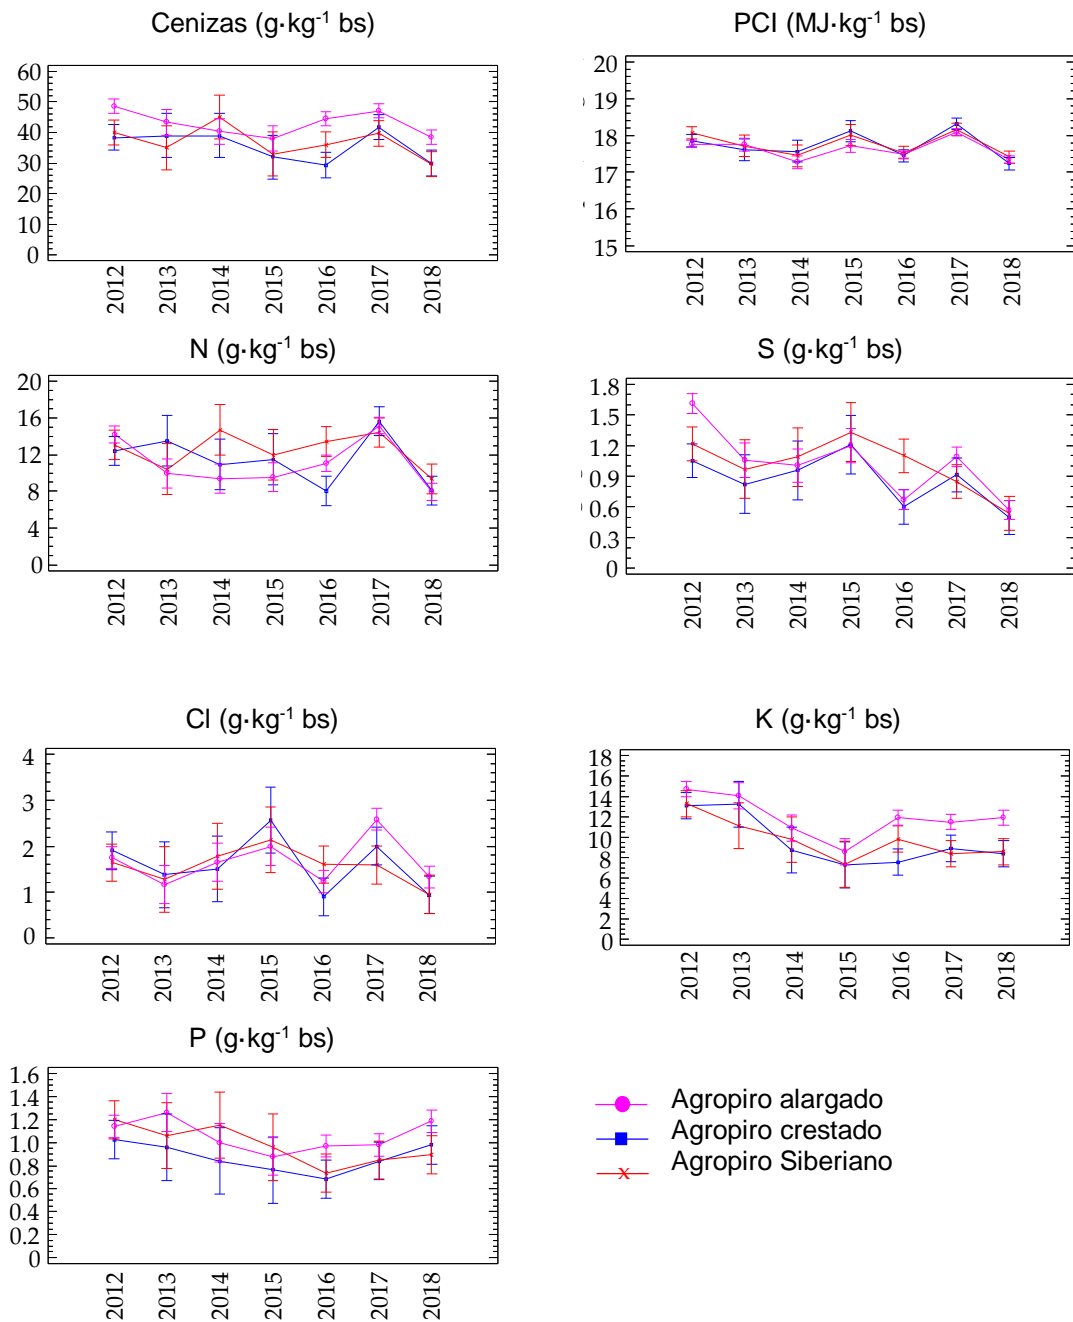 Cenizas (g·kg⁻¹ bs)
60
50
40
30
20
10
0
2012 2013 2014 2015 2016 2017 2018
PCI (MJ·kg⁻¹ bs)
20
19
18
17
16
15
2012 2013 2014 2015 2016 2017 2018
N (g·kg⁻¹ bs)
20
16
12
8
4
0
2012 2013 2014 2015 2016 2017 2018
S (g·kg⁻¹ bs)
1.8
1.5
1.2
0.9
0.6
0.3
0
2012 2013 2014 2015 2016 2017 2018
Cl (g·kg⁻¹ bs)
4
3
2
1
0
2012 2013 2014 2015 2016 2017 2018
K (g·kg⁻¹ bs)
18
16
14
12
10
8
6
4
2
0
2012 2013 2014 2015 2016 2017 2018
P (g·kg⁻¹ bs)
1.6
1.4
1.2
1.0
0.8
0.6
0.4
0.2
0
2012 2013 2014 2015 2016 2017 2018
Agropiro alargado
Agropiro crestado
Agropiro Siberiano